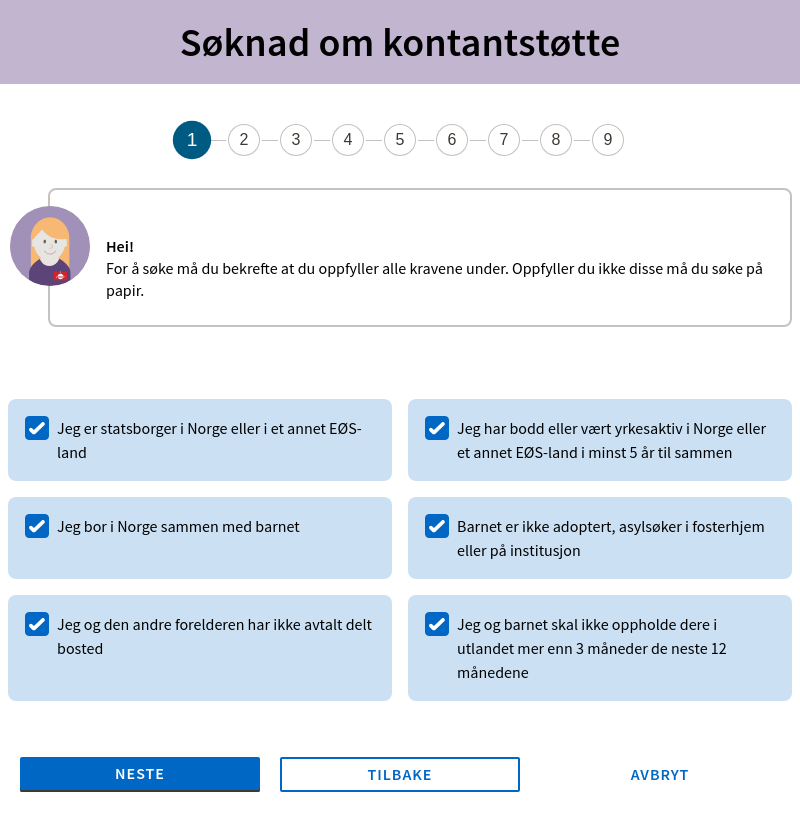 Søknad om kontantstøtte
1 2 3 4 5 6 7 8 9
Hei!
For å søke må du bekrefte at du oppfyller alle kravene under. Oppfyller du ikke disse må du søke på
papir.
Jeg er statsborger i Norge eller i et annet EØS-
land
Jeg har bodd eller vært yrkesaktiv i Norge eller
et annet EØS-land i minst 5 år til sammen
Jeg bor i Norge sammen med barnet
Barnet er ikke adoptert, asylsøker i fosterhjem
eller på institusjon
Jeg og den andre forelderen har ikke avtalt delt
bosted
Jeg og barnet skal ikke oppholde dere i
utlandet mer enn 3 måneder de neste 12
månedene
NESTE
TILBAKE
AVBRYT